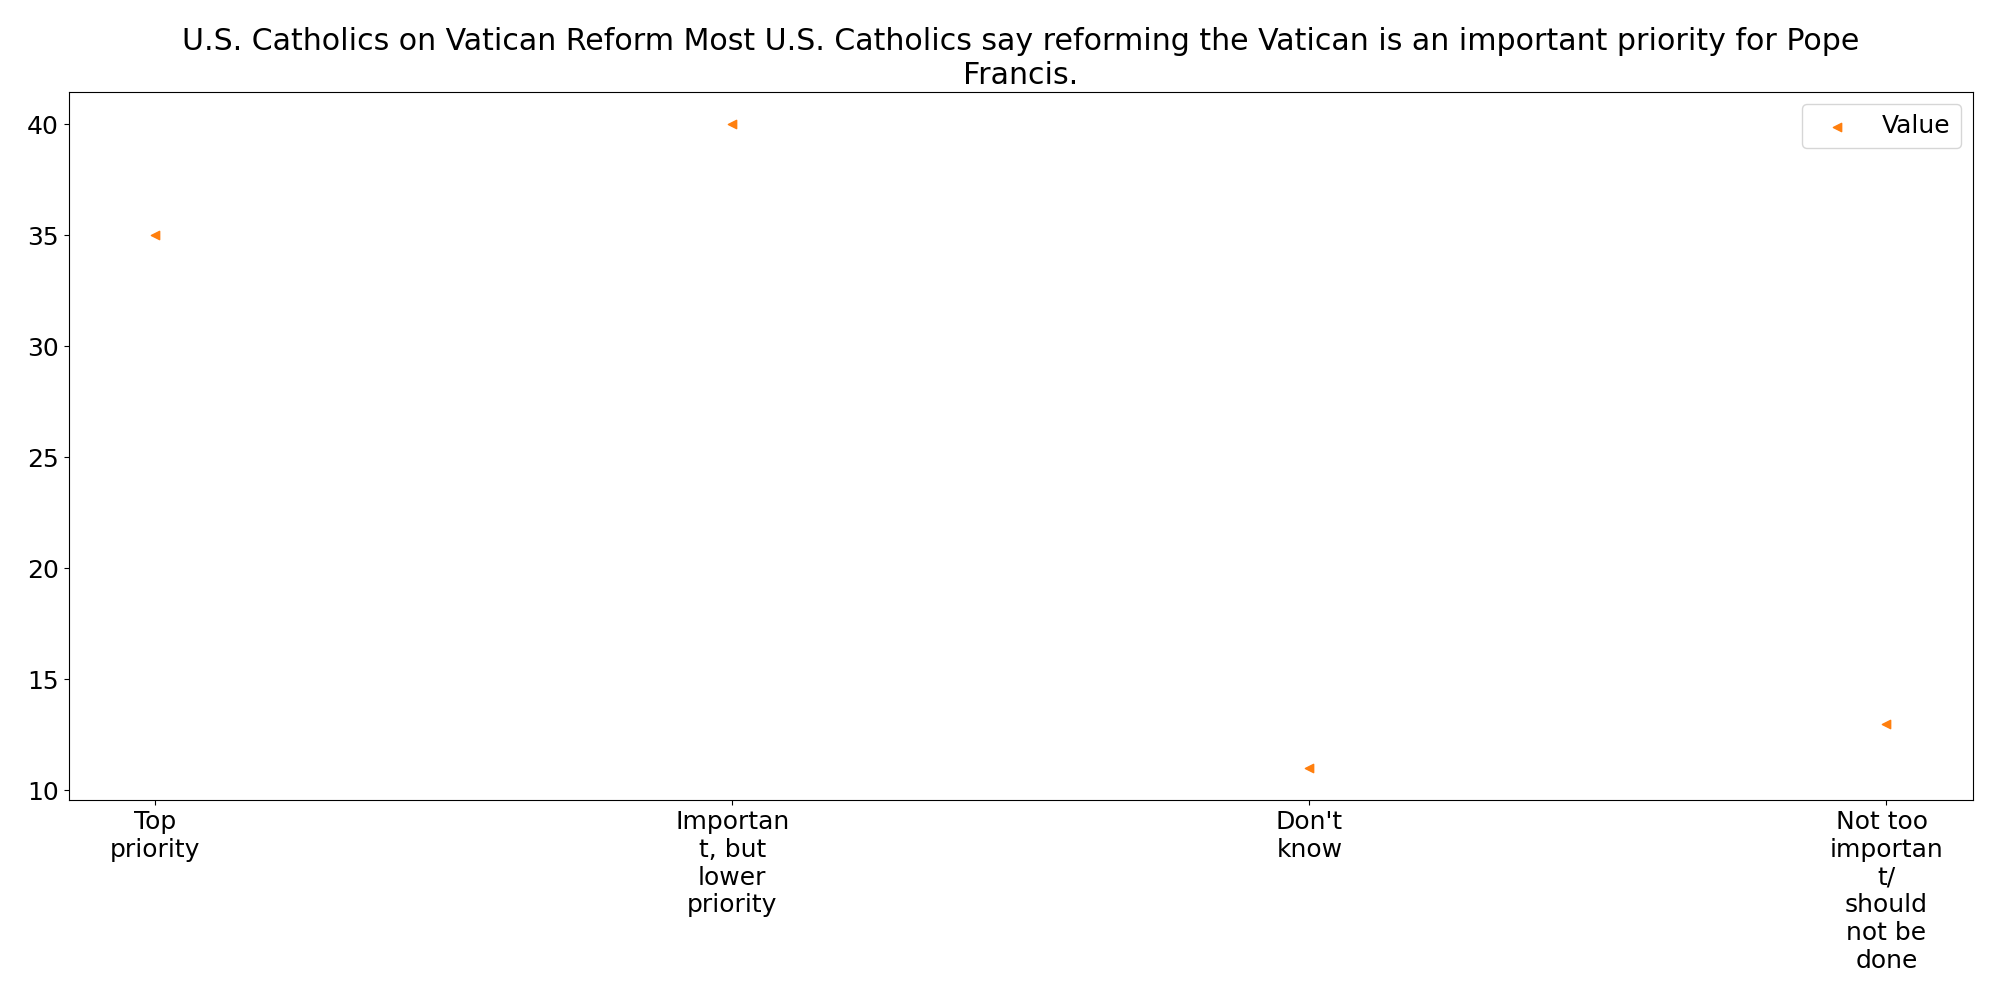 U.S. Catholics on Vatican Reform Most U.S. Catholics say reforming the Vatican is an important priority for Pope
Francis.
Value
40
35
30
25
20
15
10
Top
priority
Importan
t, but
lower
priority
Don't
know
Not too
importan
t/
should
not be
done